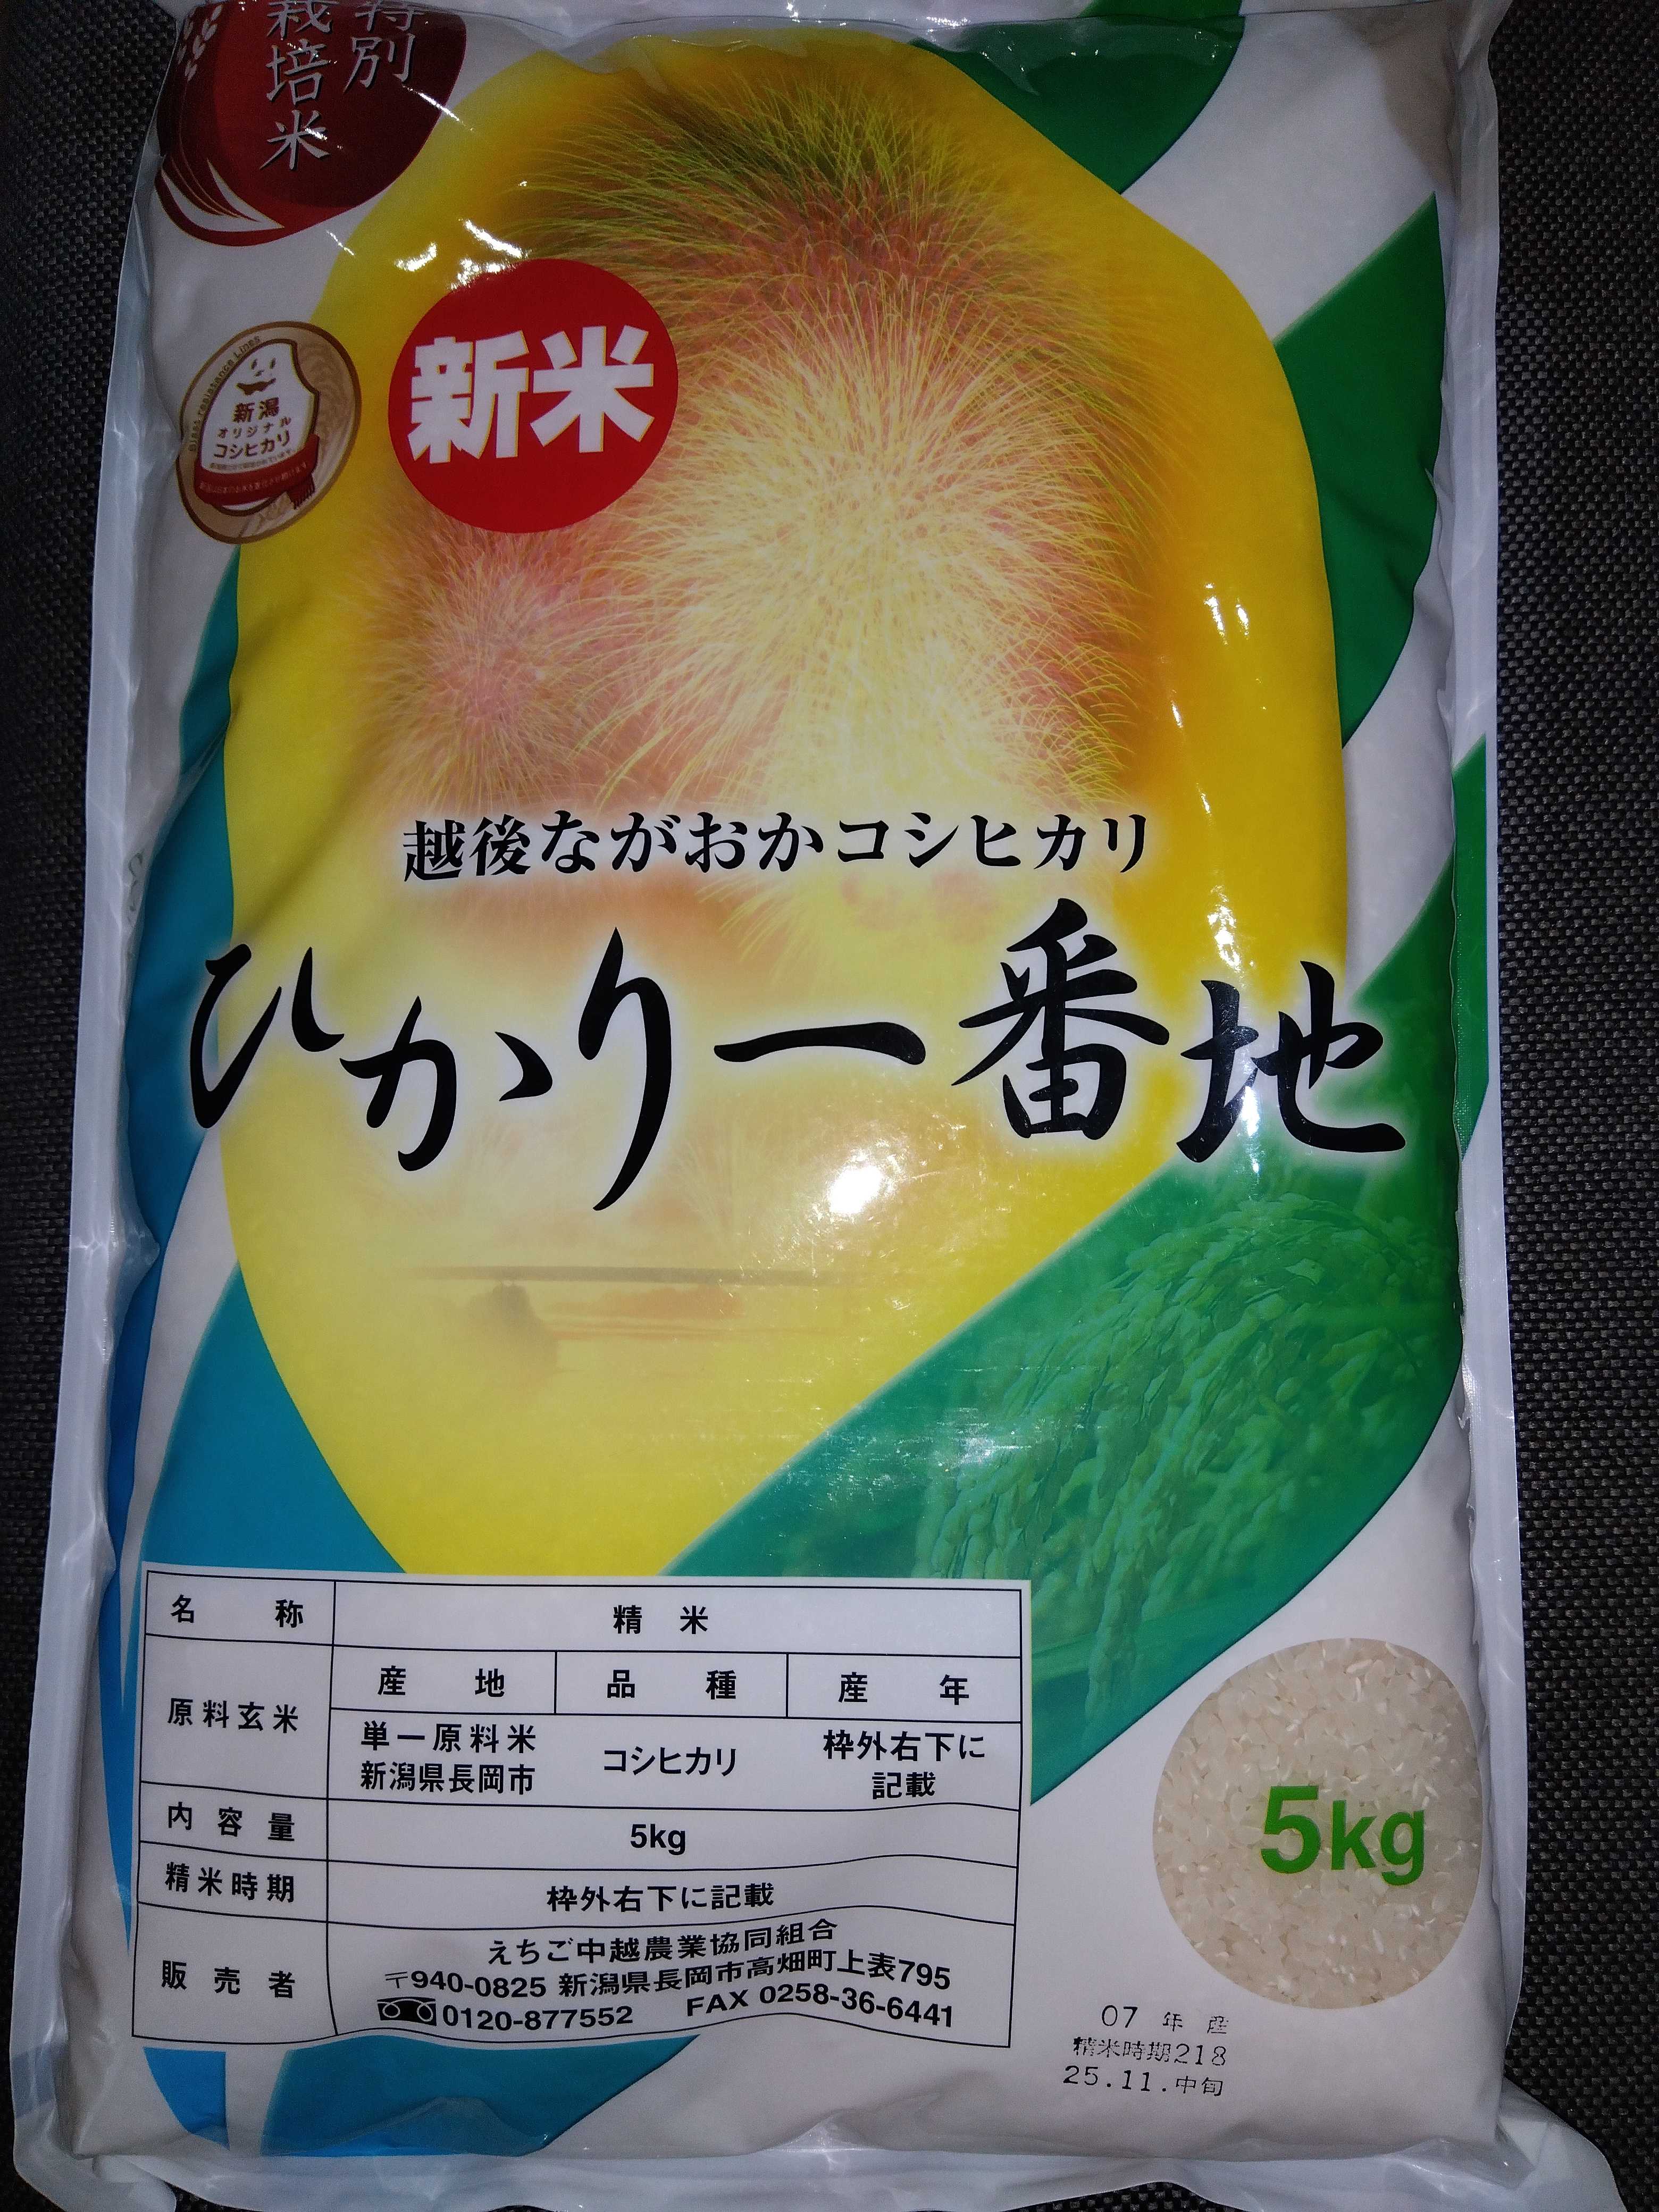 特別
栽培米
新米
新潟
オリジナル
コシヒカリ
越後ながおかコシヒカリ
ひかり一番地
名称 精米
原料玄米 産地 品種 産年
単一原料米 コシヒカリ 枠外右下に
新潟県長岡市 記載
内容量 5kg
精米時期 枠外右下に記載
販売者 えちご中越農業協同組合
〒940-0825 新潟県長岡市高畑町上表795
0120-877552 FAX 0258-36-6441
5kg
07 年 産
精米時期218
25.11.中旬